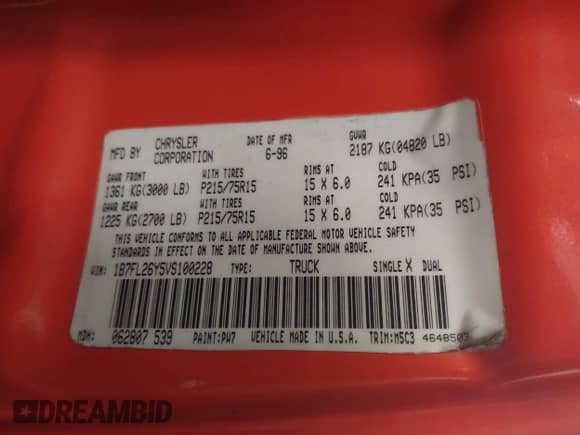 MFD BY CHRYSLER CORPORATION DATE OF MFR 6-96 GVWR 2187 KG(04820 LB)
GAWR FRONT WITH TIRES RIMS AT COLD
1361 KG(3000 LB) P215/75R15 15 X 6.0 241 KPA(35 PSI)
GAWR REAR WITH TIRES RIMS AT COLD
1225 KG(2700 LB) P215/75R15 15 X 6.0 241 KPA(35 PSI)
THIS VEHICLE CONFORMS TO ALL APPLICABLE FEDERAL MOTOR VEHICLE SAFETY
STANDARDS IN EFFECT ON THE DATE OF MANUFACTURE SHOWN ABOVE.
VIN: 1B7FL26Y5VS100228 TYPE: TRUCK SINGLE X DUAL
MDH: 062807 539 PAINT:PW7 VEHICLE MADE IN U.S.A. TRIM:M5C3 4648503
DREAMBID